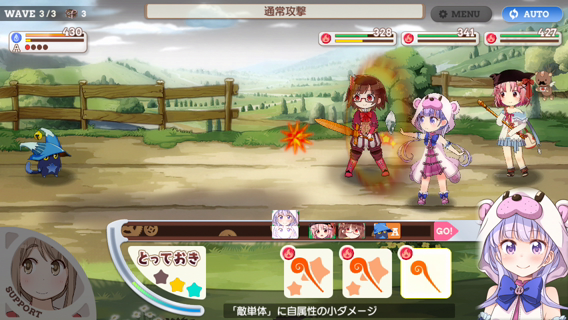 WAVE 3/3 3
通常攻撃
MENU
AUTO
430
A
328
341
427
A
GO!
とっておき
SUPPORT
「敵単体」に自属性の小ダメージ